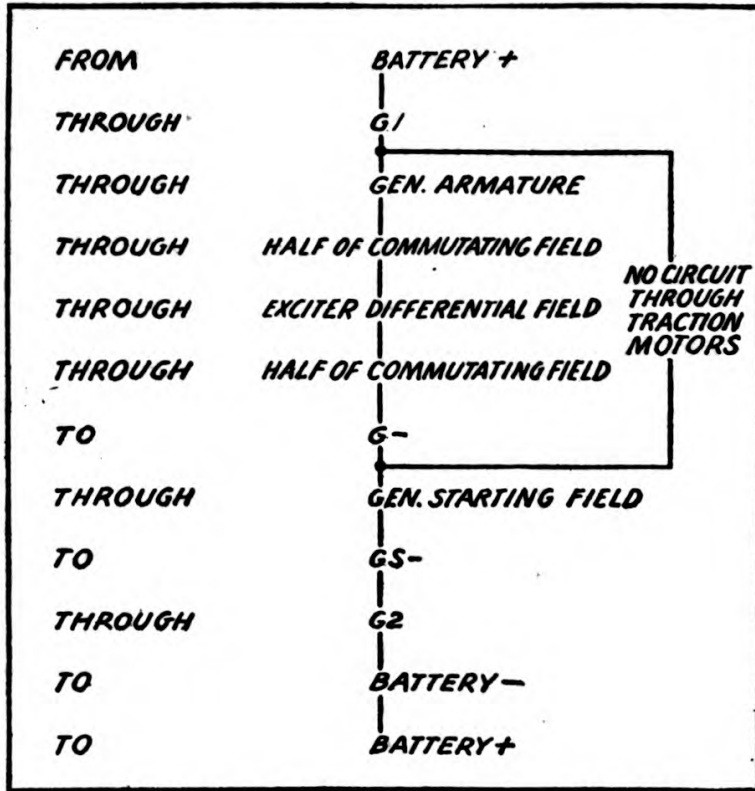 FROM BATTERY +
THROUGH G1
THROUGH GEN. ARMATURE
THROUGH HALF OF COMMUTATING FIELD
THROUGH EXCITER DIFFERENTIAL FIELD
THROUGH HALF OF COMMUTATING FIELD
TO G-
THROUGH GEN. STARTING FIELD
TO GS-
THROUGH G2
TO BATTERY-
TO BATTERY+
NO CIRCUIT
THROUGH
TRACTION
MOTORS